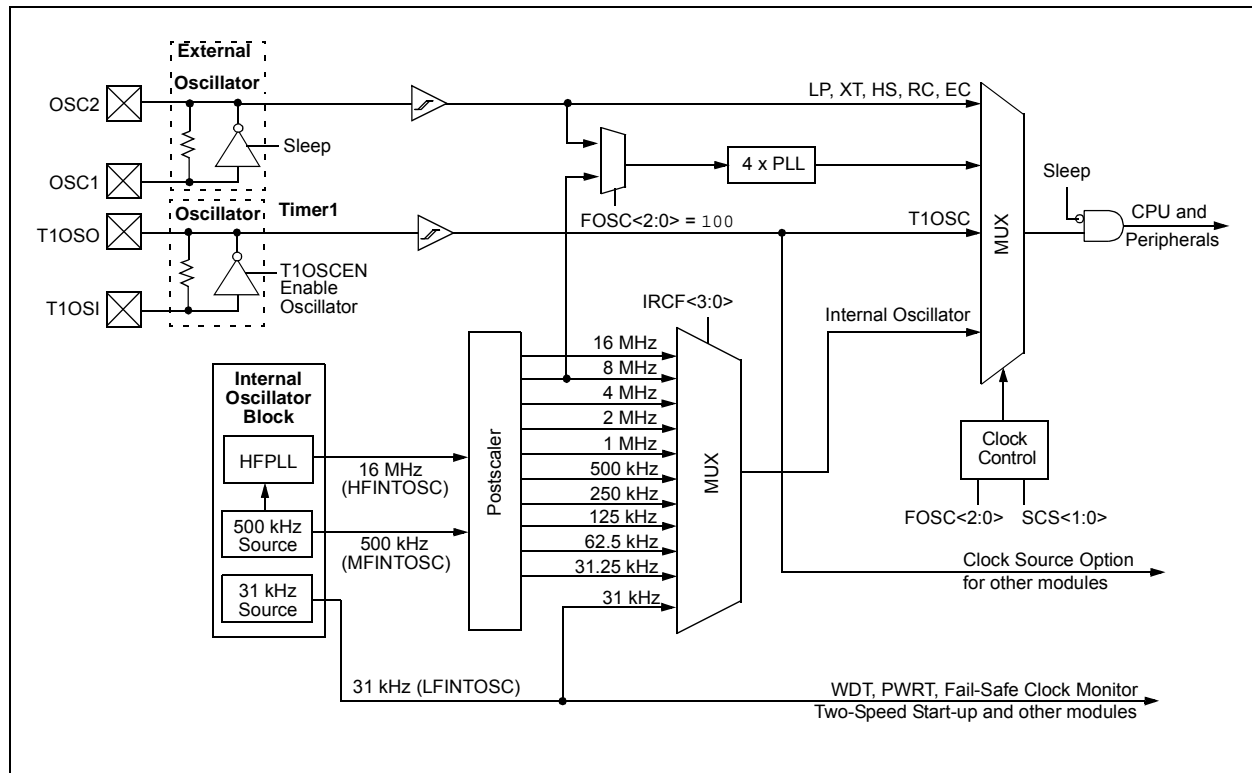 External
Oscillator
OSC2
Sleep
OSC1
LP, XT, HS, RC, EC
4 x PLL
FOSC<2:0> = 100
Sleep
CPU and
Peripherals
MUX
Oscillator
Timer1
T1OSO
T1OSC
T1OSCEN
Enable
Oscillator
T1OSI
IRCF<3:0>
Internal Oscillator
Internal
Oscillator
Block
HFPLL
16 MHz
(HFINTOSC)
500 kHz
Source
500 kHz
(MFINTOSC)
31 kHz
Source
Postscaler
16 MHz
8 MHz
4 MHz
2 MHz
1 MHz
500 kHz
250 kHz
125 kHz
62.5 kHz
31.25 kHz
31 kHz
MUX
Clock
Control
FOSC<2:0>
SCS<1:0>
Clock Source Option
for other modules
31 kHz (LFINTOSC)
WDT, PWRT, Fail-Safe Clock Monitor
Two-Speed Start-up and other modules